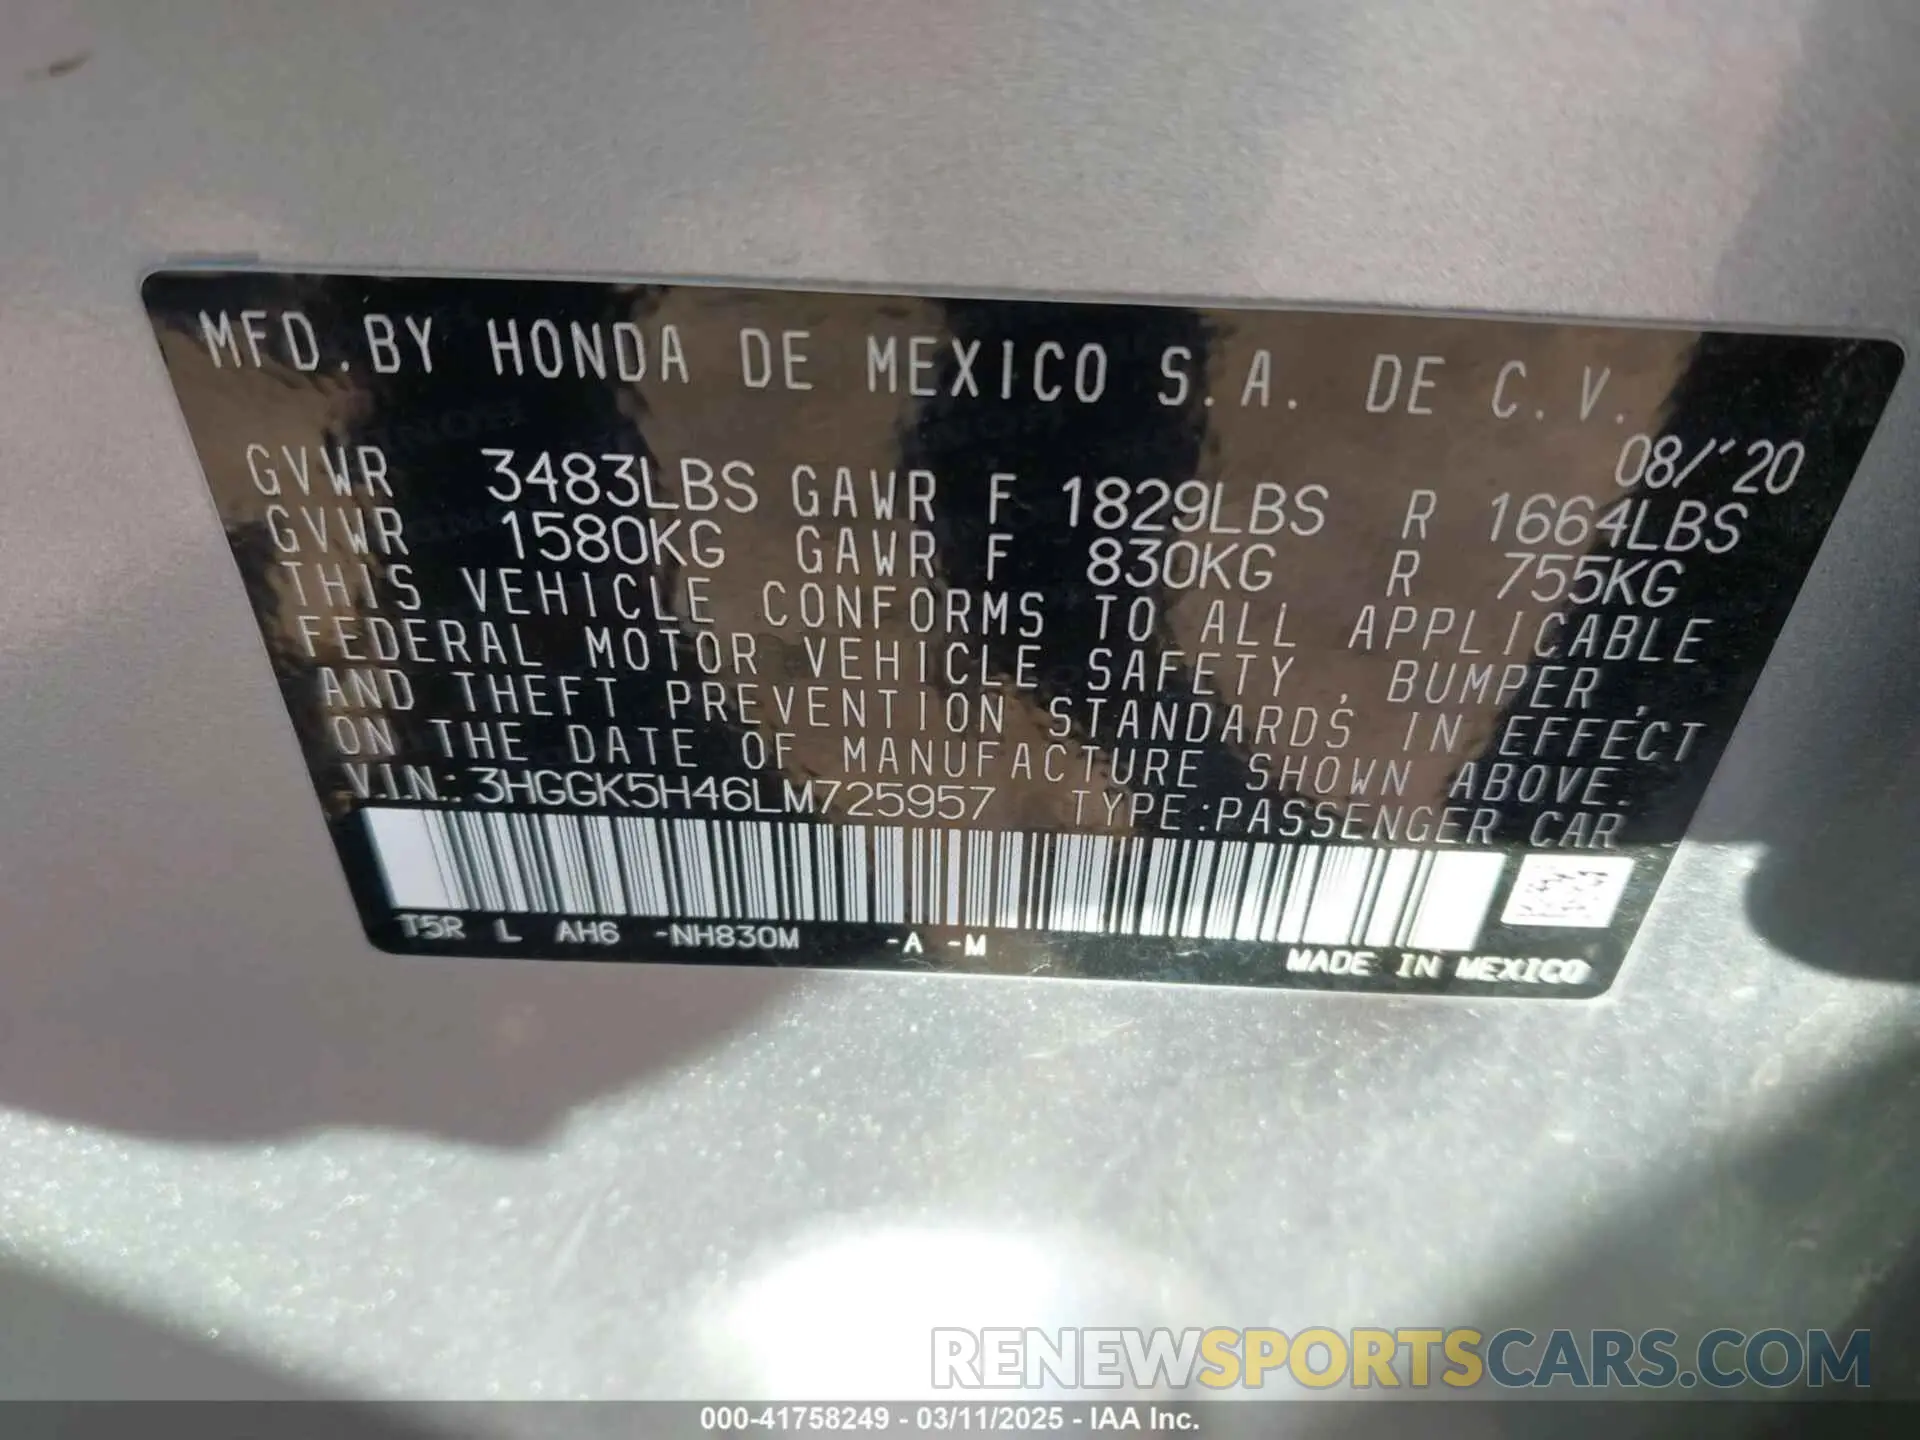 MFD. BY HONDA DE MEXICO S.A. DE C.V.
08/'20
GVWR 3483LBS GAWR F 1829LBS R 1664LBS
GVWR 1580KG GAWR F 830KG R 755KG
THIS VEHICLE CONFORMS TO ALL APPLICABLE
FEDERAL MOTOR VEHICLE SAFETY, BUMPER,
AND THEFT PREVENTION STANDARDS IN EFFECT
ON THE DATE OF MANUFACTURE SHOWN ABOVE.
V.I.N.: 3HGGK5H46LM725957 TYPE: PASSENGER CAR
T5R L AH6 -NH830M -A -M
MADE IN MEXICO
RENEWSPORTSCARS.COM
000-41758249 - 03/11/2025 - IAA Inc.